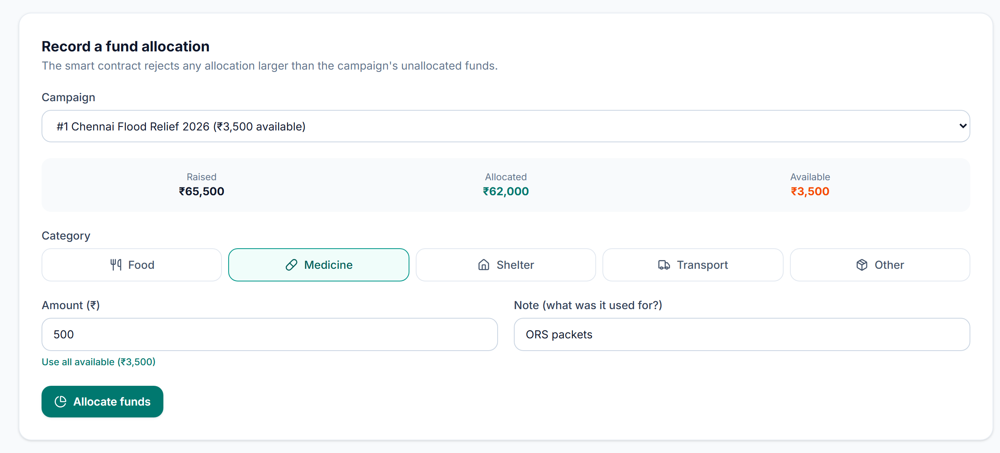 Record a fund allocation
The smart contract rejects any allocation larger than the campaign's unallocated funds.
Campaign
#1 Chennai Flood Relief 2026 (₹3,500 available)
Raised Allocated Available
₹65,500 ₹62,000 ₹3,500
Category
Food Medicine Shelter Transport Other
Amount (₹) Note (what was it used for?)
500 ORS packets
Use all available (₹3,500)
Allocate funds